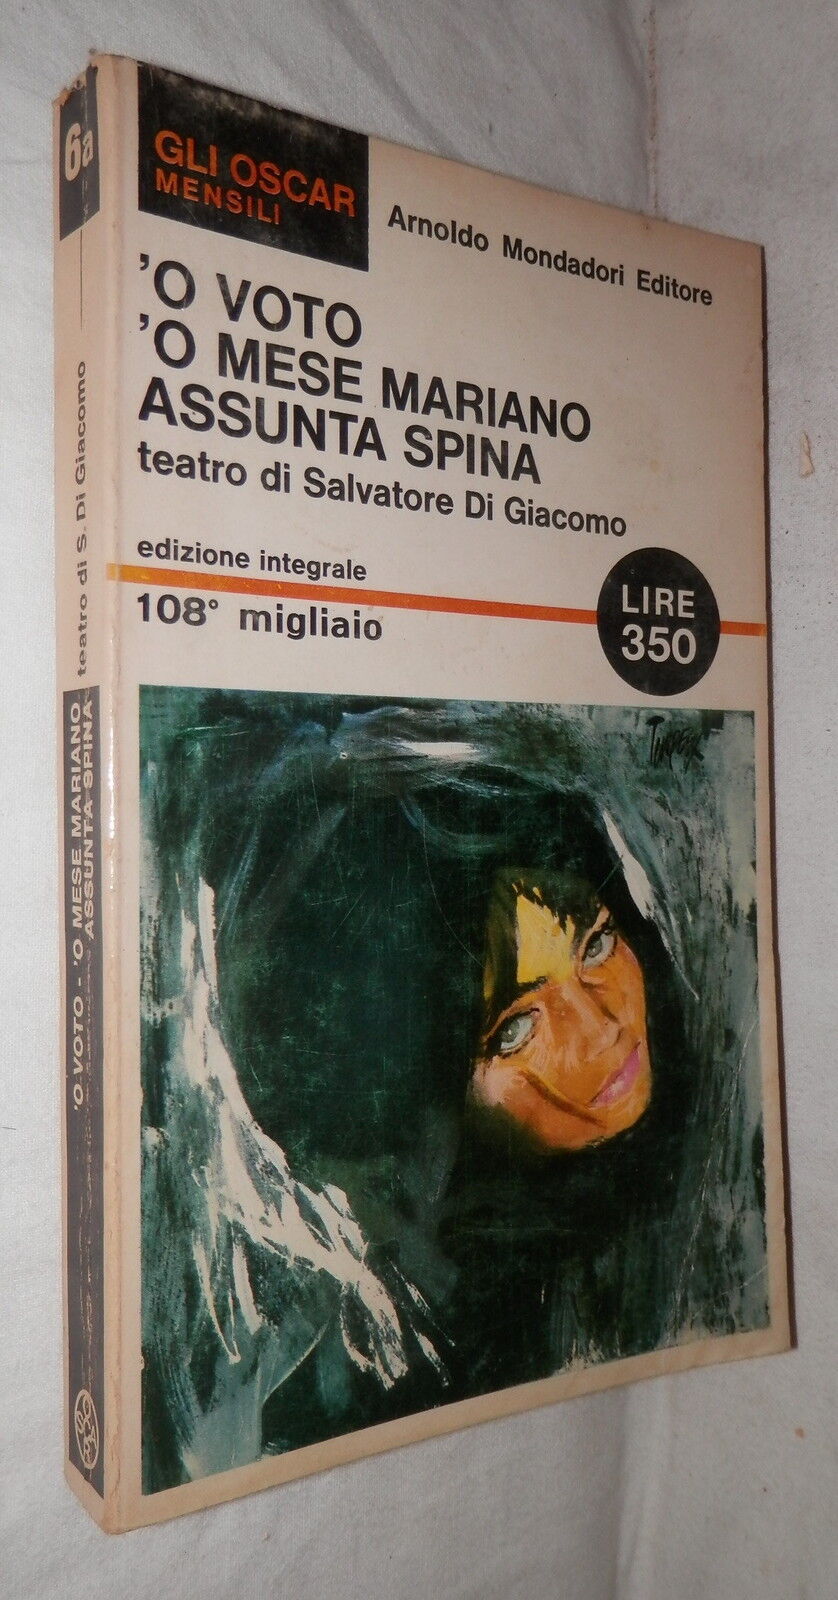 GLI OSCAR
MENSILI
Arnoldo Mondadori Editore
'O VOTO
'O MESE MARIANO
ASSUNTA SPINA
teatro di Salvatore Di Giacomo
edizione integrale
108° migliaio
LIRE
350
6a
teatro di S. Di Giacomo
'O VOTO - 'O MESE MARIANO
ASSUNTA SPINA